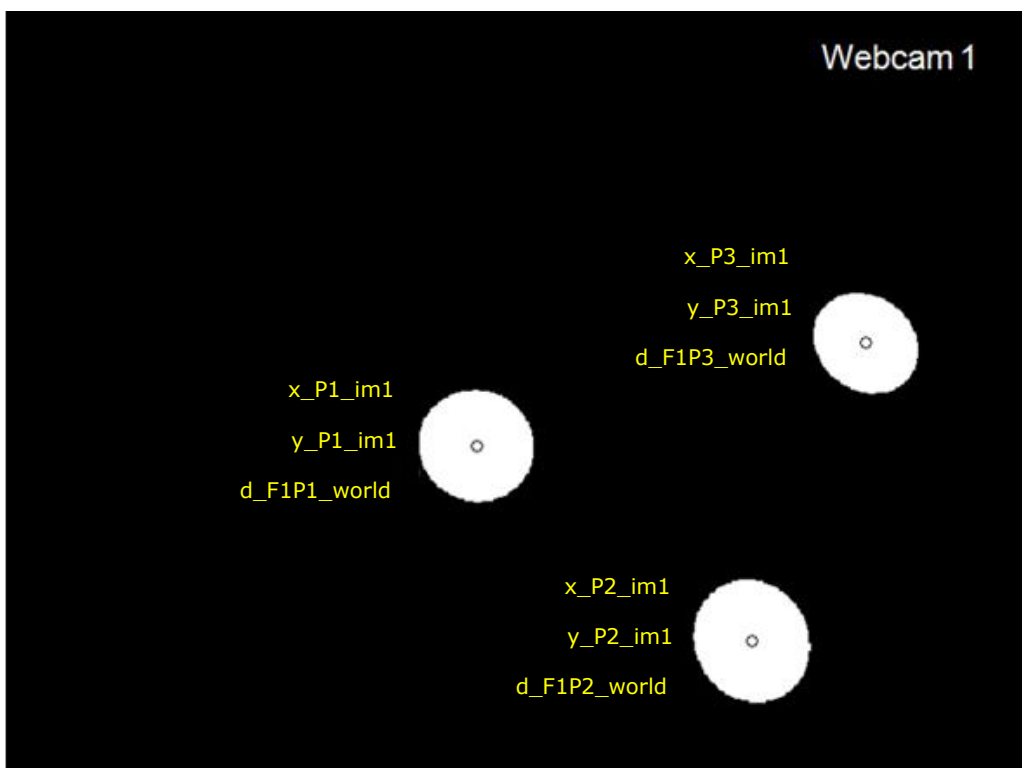 Webcam 1
x_P3_im1
y_P3_im1
d_F1P3_world
x_P1_im1
y_P1_im1
d_F1P1_world
x_P2_im1
y_P2_im1
d_F1P2_world